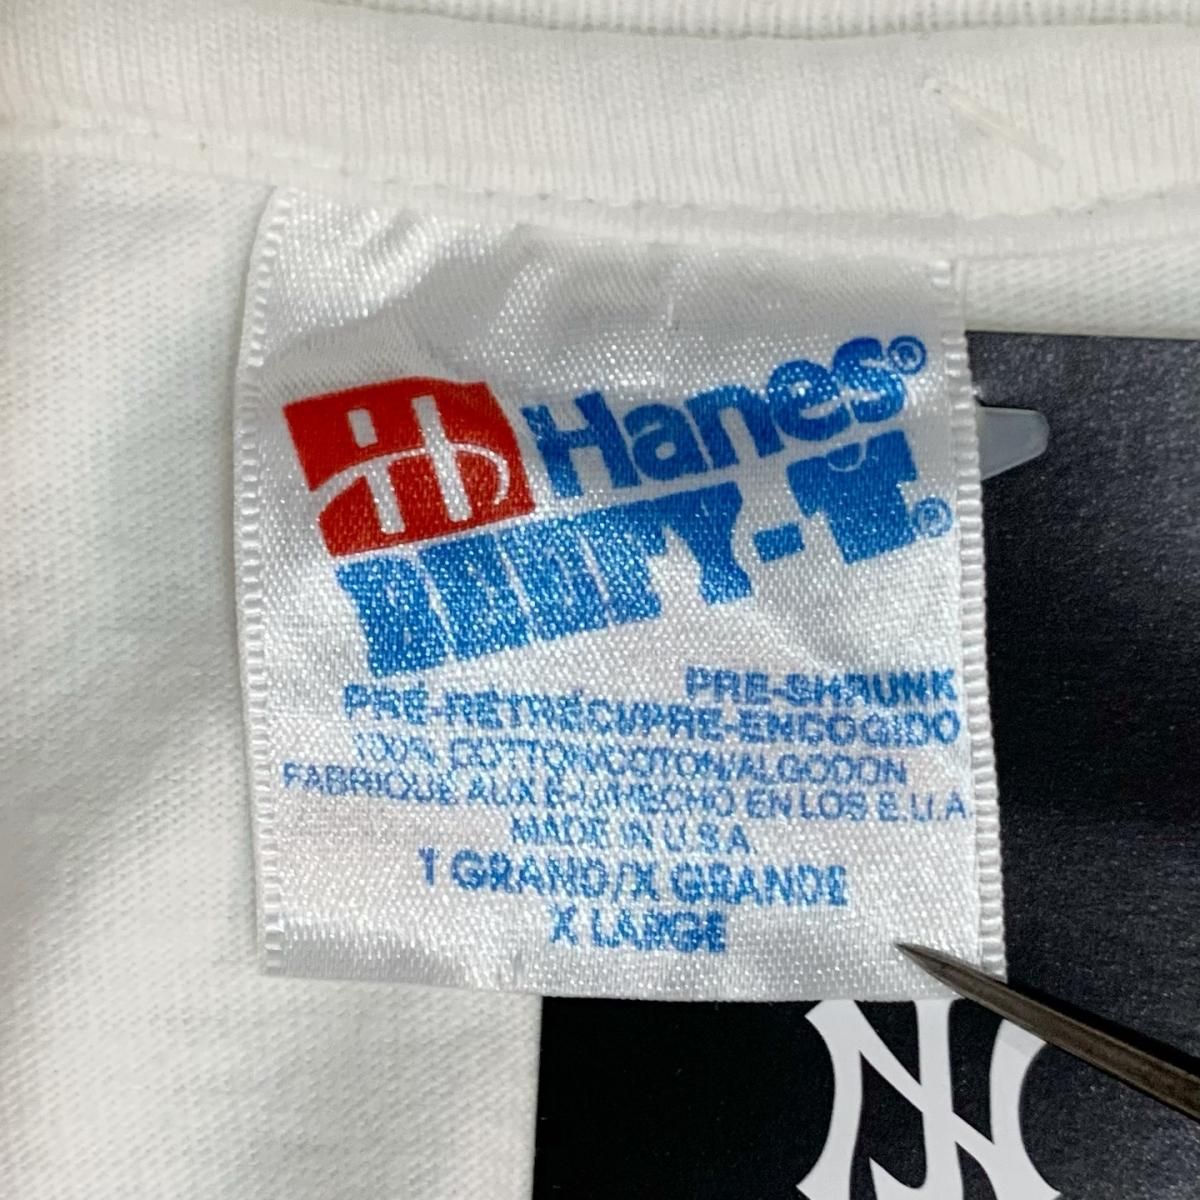 Hanes®
BEEFY-T®
PRE-SHRUNK
PRÉ-RÉTRÉCI/PRE-ENCOGIDO
100% COTTON/COTON/ALGODON
FABRIQUÉ AUX É-U/HECHO EN LOS E.U.A
MADE IN U.S.A
T GRAND/X GRANDE
X LARGE
NY